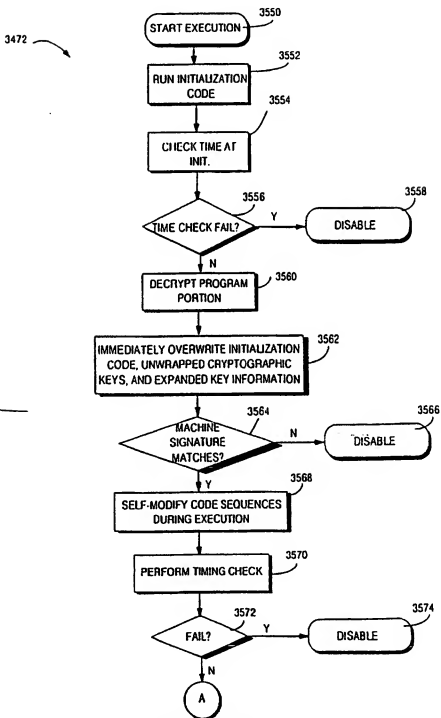 3472
START EXECUTION
3550
RUN INITIALIZATION
CODE
3552
CHECK TIME AT
INIT.
3554
TIME CHECK FAIL?
3556
Y
DISABLE
3558
N
DECRYPT PROGRAM
PORTION
3560
IMMEDIATELY OVERWRITE INITIALIZATION
CODE, UNWRAPPED CRYPTOGRAPHIC
KEYS, AND EXPANDED KEY INFORMATION
3562
MACHINE
SIGNATURE
MATCHES?
3564
N
DISABLE
3566
Y
SELF-MODIFY CODE SEQUENCES
DURING EXECUTION
3568
PERFORM TIMING CHECK
3570
FAIL?
3572
Y
DISABLE
3574
N
A